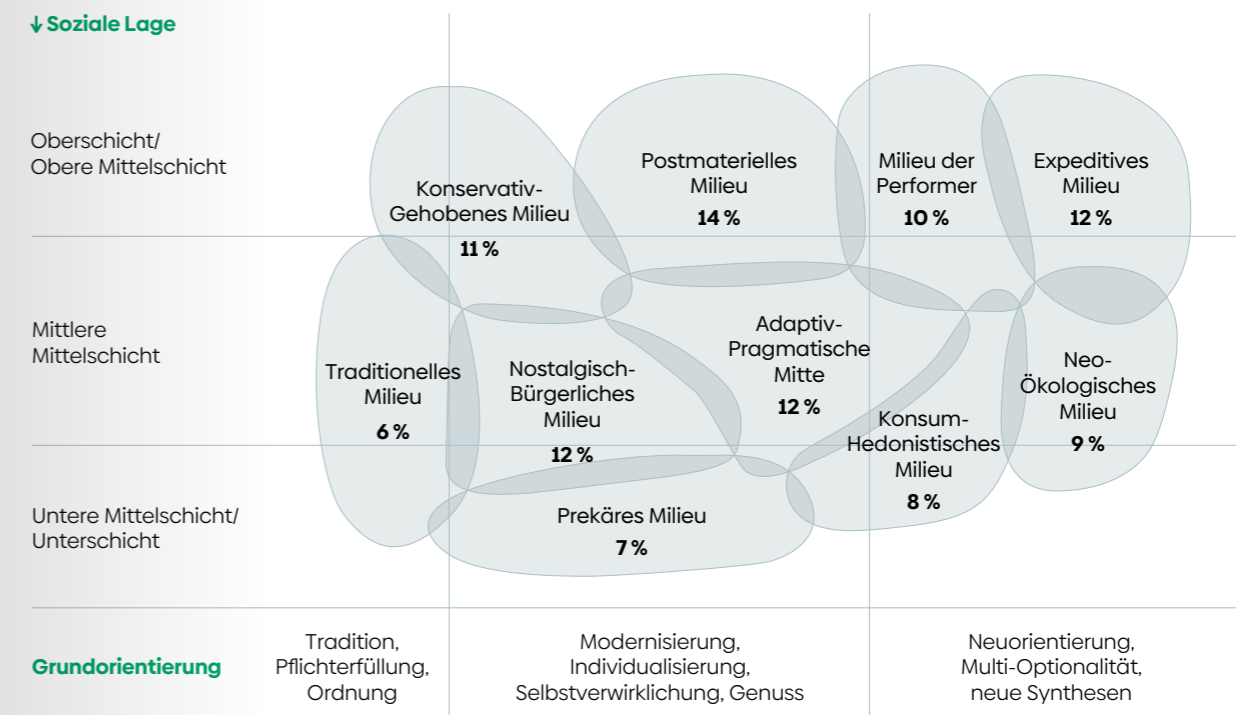 ↓ Soziale Lage
Oberschicht/
Obere Mittelschicht
Konservativ-
Gehobenes Milieu
11 %
Postmaterielles
Milieu
14 %
Milieu der
Performer
10 %
Expeditives
Milieu
12 %
Mittlere
Mittelschicht
Traditionelles
Milieu
6 %
Nostalgisch-
Bürgerliches
Milieu
12 %
Adaptiv-
Pragmatische
Mitte
12 %
Konsum-
Hedonistisches
Milieu
8 %
Neo-
Ökologisches
Milieu
9 %
Untere Mittelschicht/
Unterschicht
Prekäres Milieu
7 %
Grundorientierung
Tradition,
Pflichterfüllung,
Ordnung
Modernisierung,
Individualisierung,
Selbstverwirklichung, Genuss
Neuorientierung,
Multi-Optionalität,
neue Synthesen